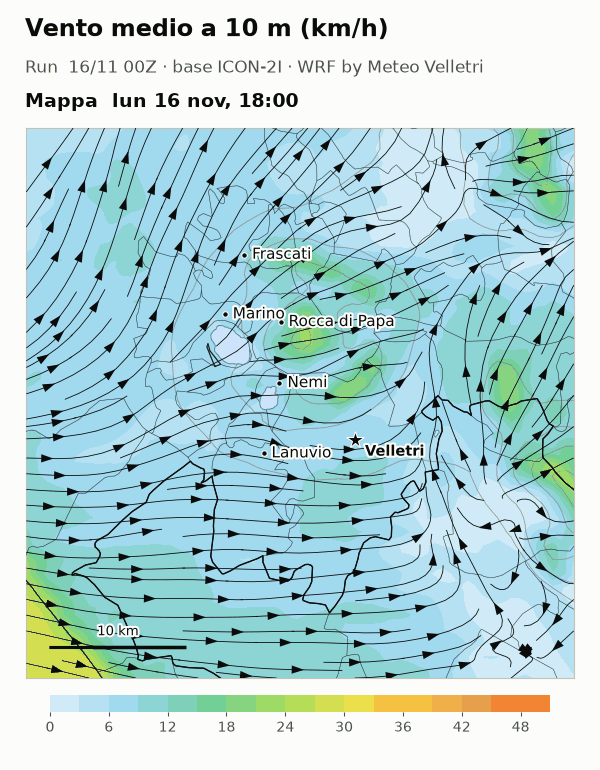 Vento medio a 10 m (km/h)
Run  16/11 00Z · base ICON-2I · WRF by Meteo Velletri
Mappa  lun 16 nov, 18:00
Frascati
Marino
Rocca di Papa
Nemi
Velletri
Lanuvio
10 km
0 6 12 18 24 30 36 42 48